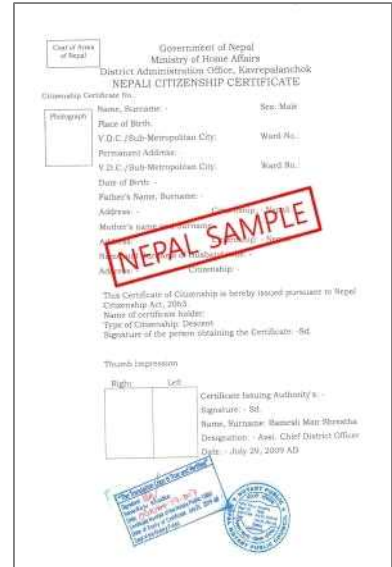 Coat of Arms
of Nepal
Government of Nepal
Ministry of Home Affairs
District Administration Office, Kavrepalanchok
NEPALI CITIZENSHIP CERTIFICATE
Citizenship Certificate No.
Photograph
Name, Surname: - Sex: Male
Place of Birth:
V.D.C./Sub-Metropolitan City: Ward No.:
Permanent Address:
V.D.C./Sub-Metropolitan City: Ward No.:
Date of Birth: -
Father's Name, Surname: -
Address: - Citizenship: - Nepal
Mother's name and Surname:
NEPAL SAMPLE
Address: - Citizenship: -
This Certificate of Citizenship is hereby issued pursuant to Nepal
Citizenship Act, 2063
Name of certificate holder:
Type of Citizenship: Descent
Signature of the person obtaining the Certificate: -Sd.
Thumb Impression
Right: Left:
Certificate Issuing Authority's: -
Signature: - Sd.
Name, Surname: Ramesh Man Shrestha
Designation: - Asst. Chief District Officer
Date: - July 29, 2009 AD
NOTARY PUBLIC